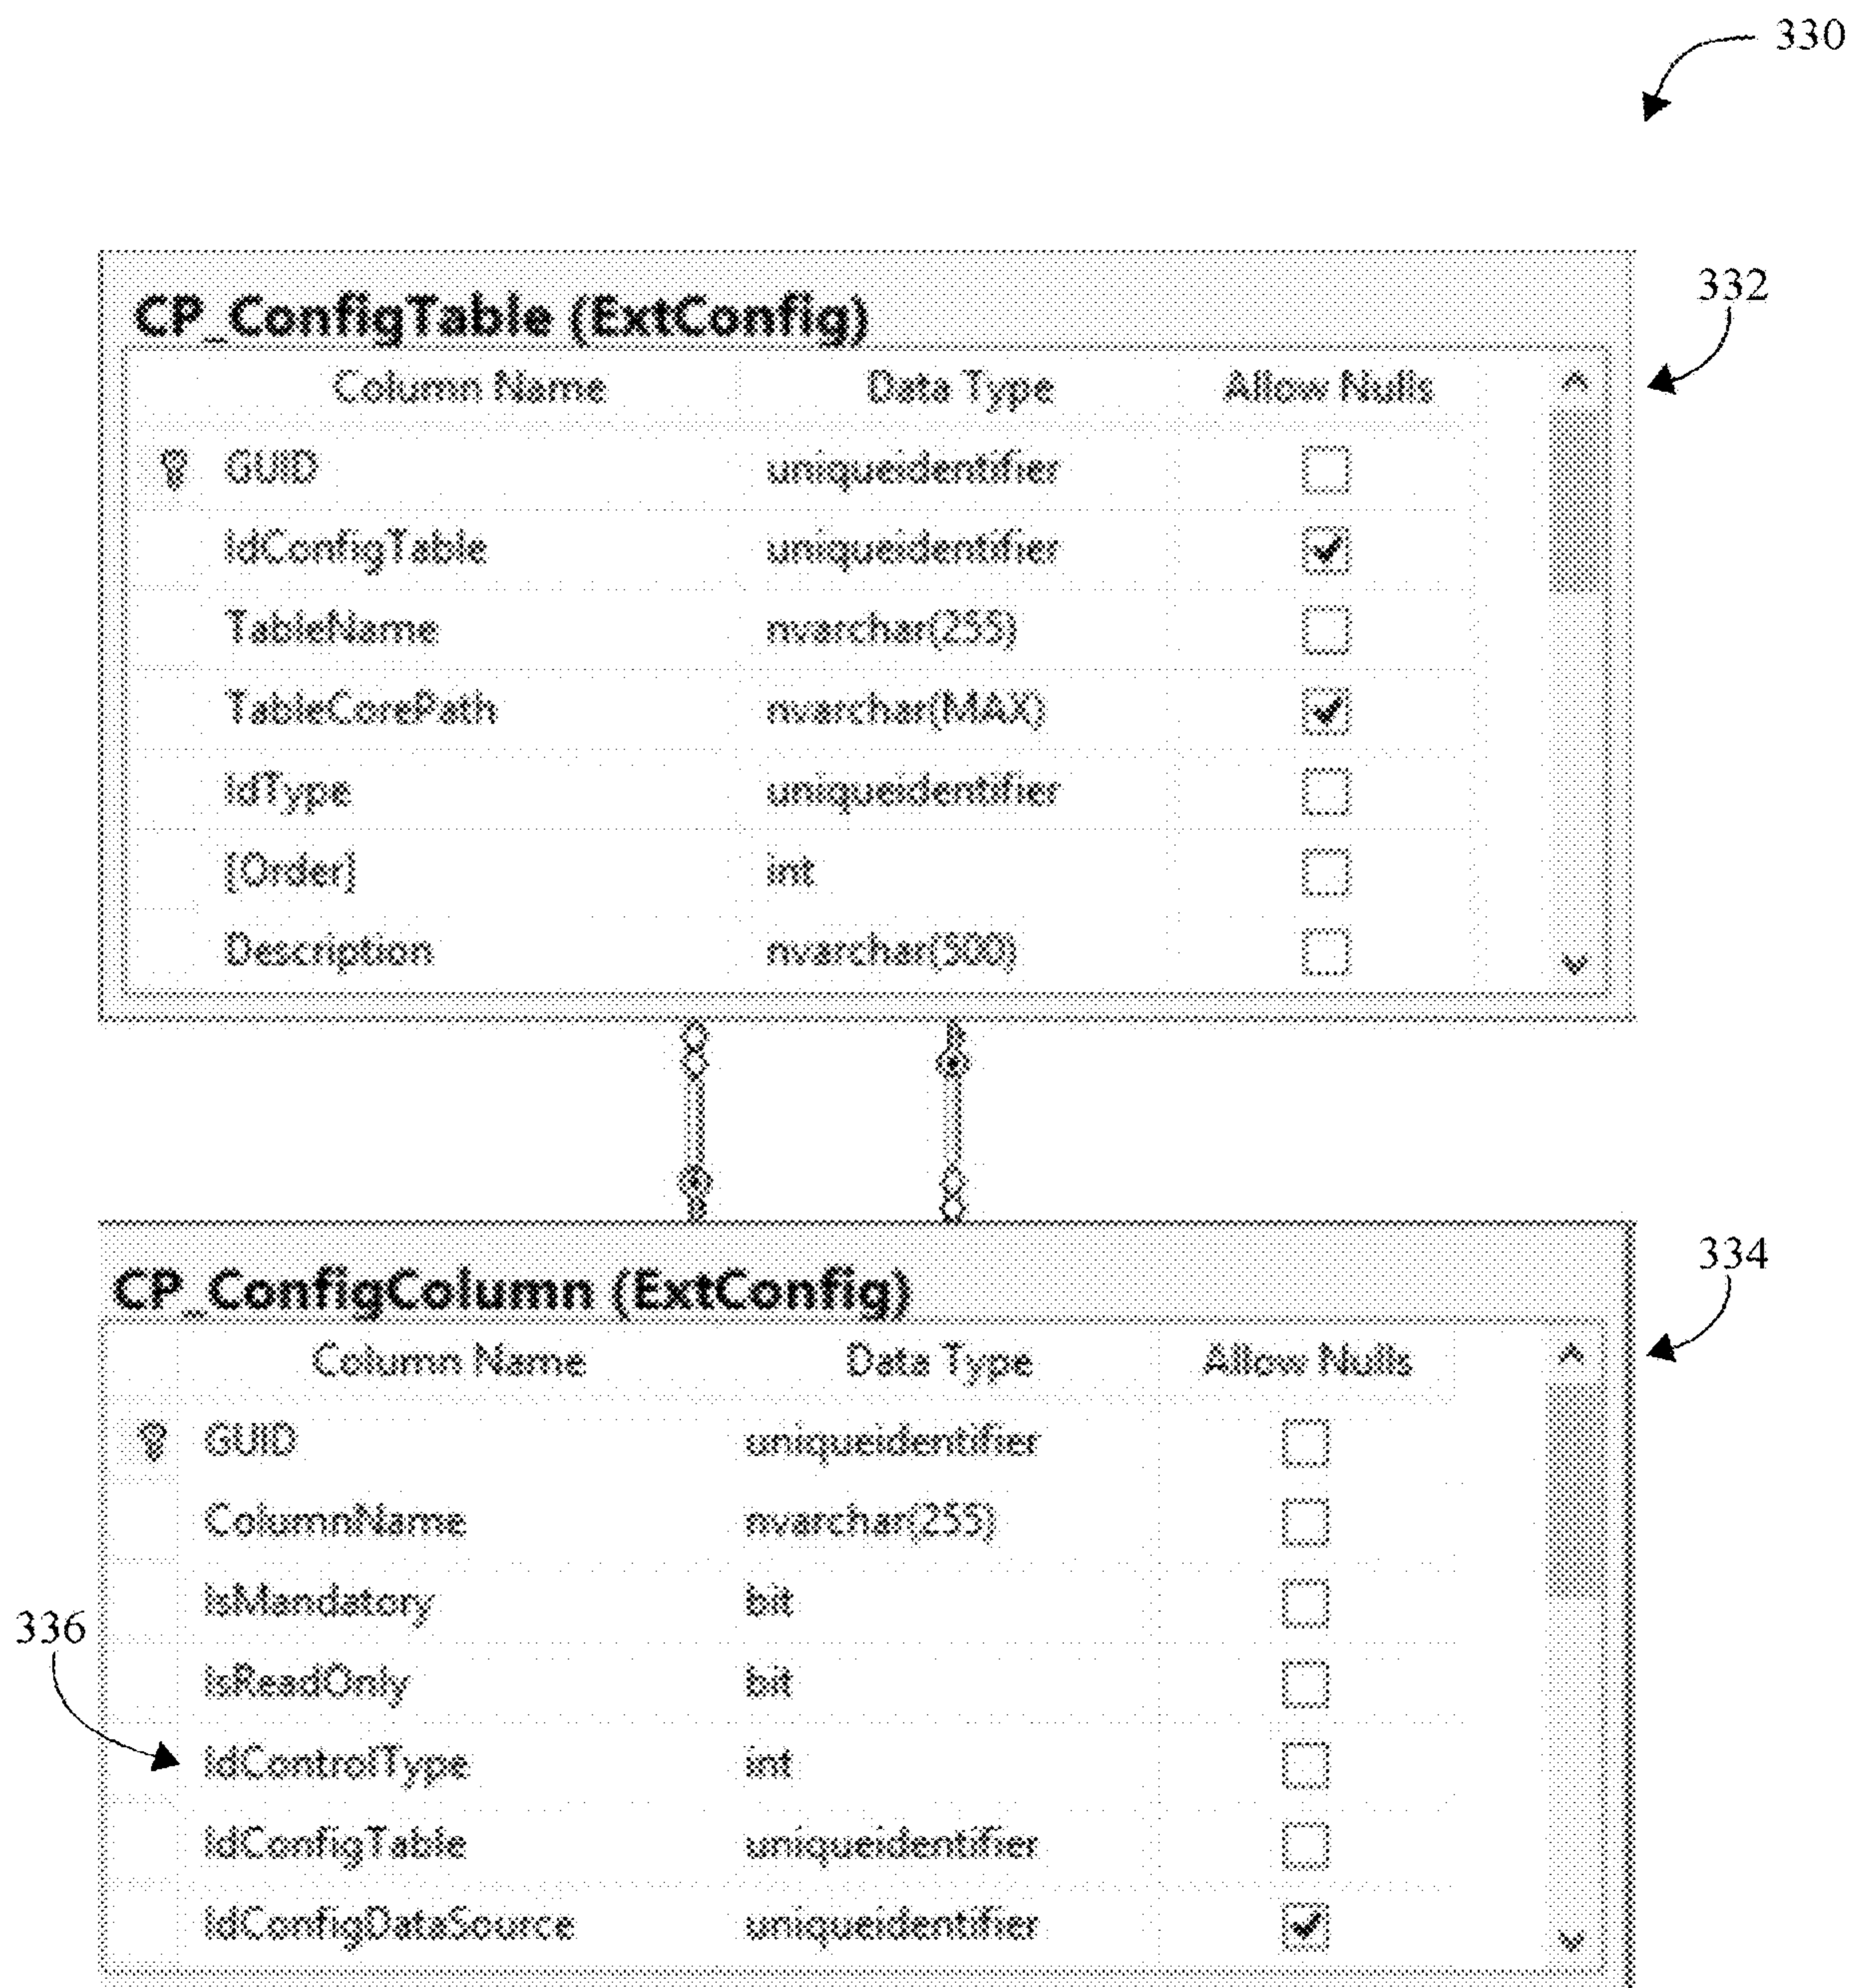 330
332
CP_ConfigTable (ExtConfig)
Column Name Data Type Allow Nulls
GUID uniqueidentifier
IdConfigTable uniqueidentifier
TableName nvarchar(255)
TableCorePath nvarchar(MAX)
IdType uniqueidentifier
[Order] int
Description nvarchar(500)
334
CP_ConfigColumn (ExtConfig)
Column Name Data Type Allow Nulls
GUID uniqueidentifier
ColumnName nvarchar(255)
IsMandatory bit
336
IsReadOnly bit
IdControlType int
IdConfigTable uniqueidentifier
IdConfigDataSource uniqueidentifier